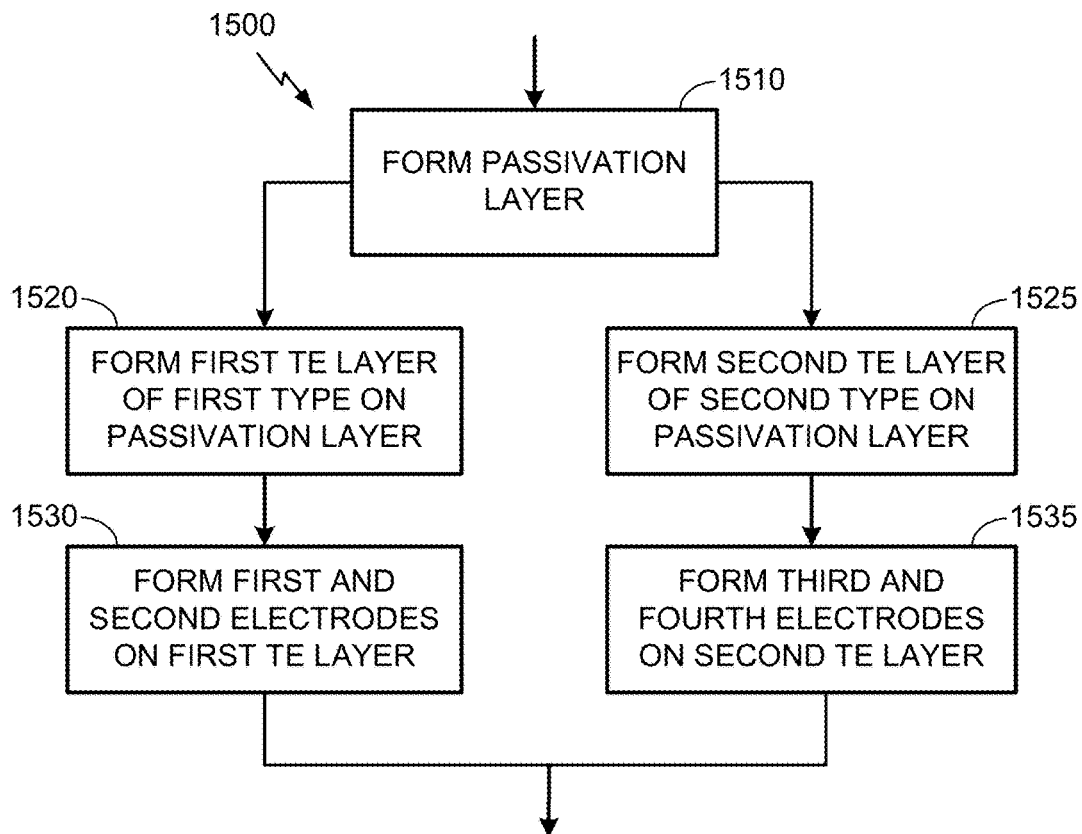 1500
1510
FORM PASSIVATION
LAYER
1520
FORM FIRST TE LAYER
OF FIRST TYPE ON
PASSIVATION LAYER
1525
FORM SECOND TE LAYER
OF SECOND TYPE ON
PASSIVATION LAYER
1530
FORM FIRST AND
SECOND ELECTRODES
ON FIRST TE LAYER
1535
FORM THIRD AND
FOURTH ELECTRODES
ON SECOND TE LAYER